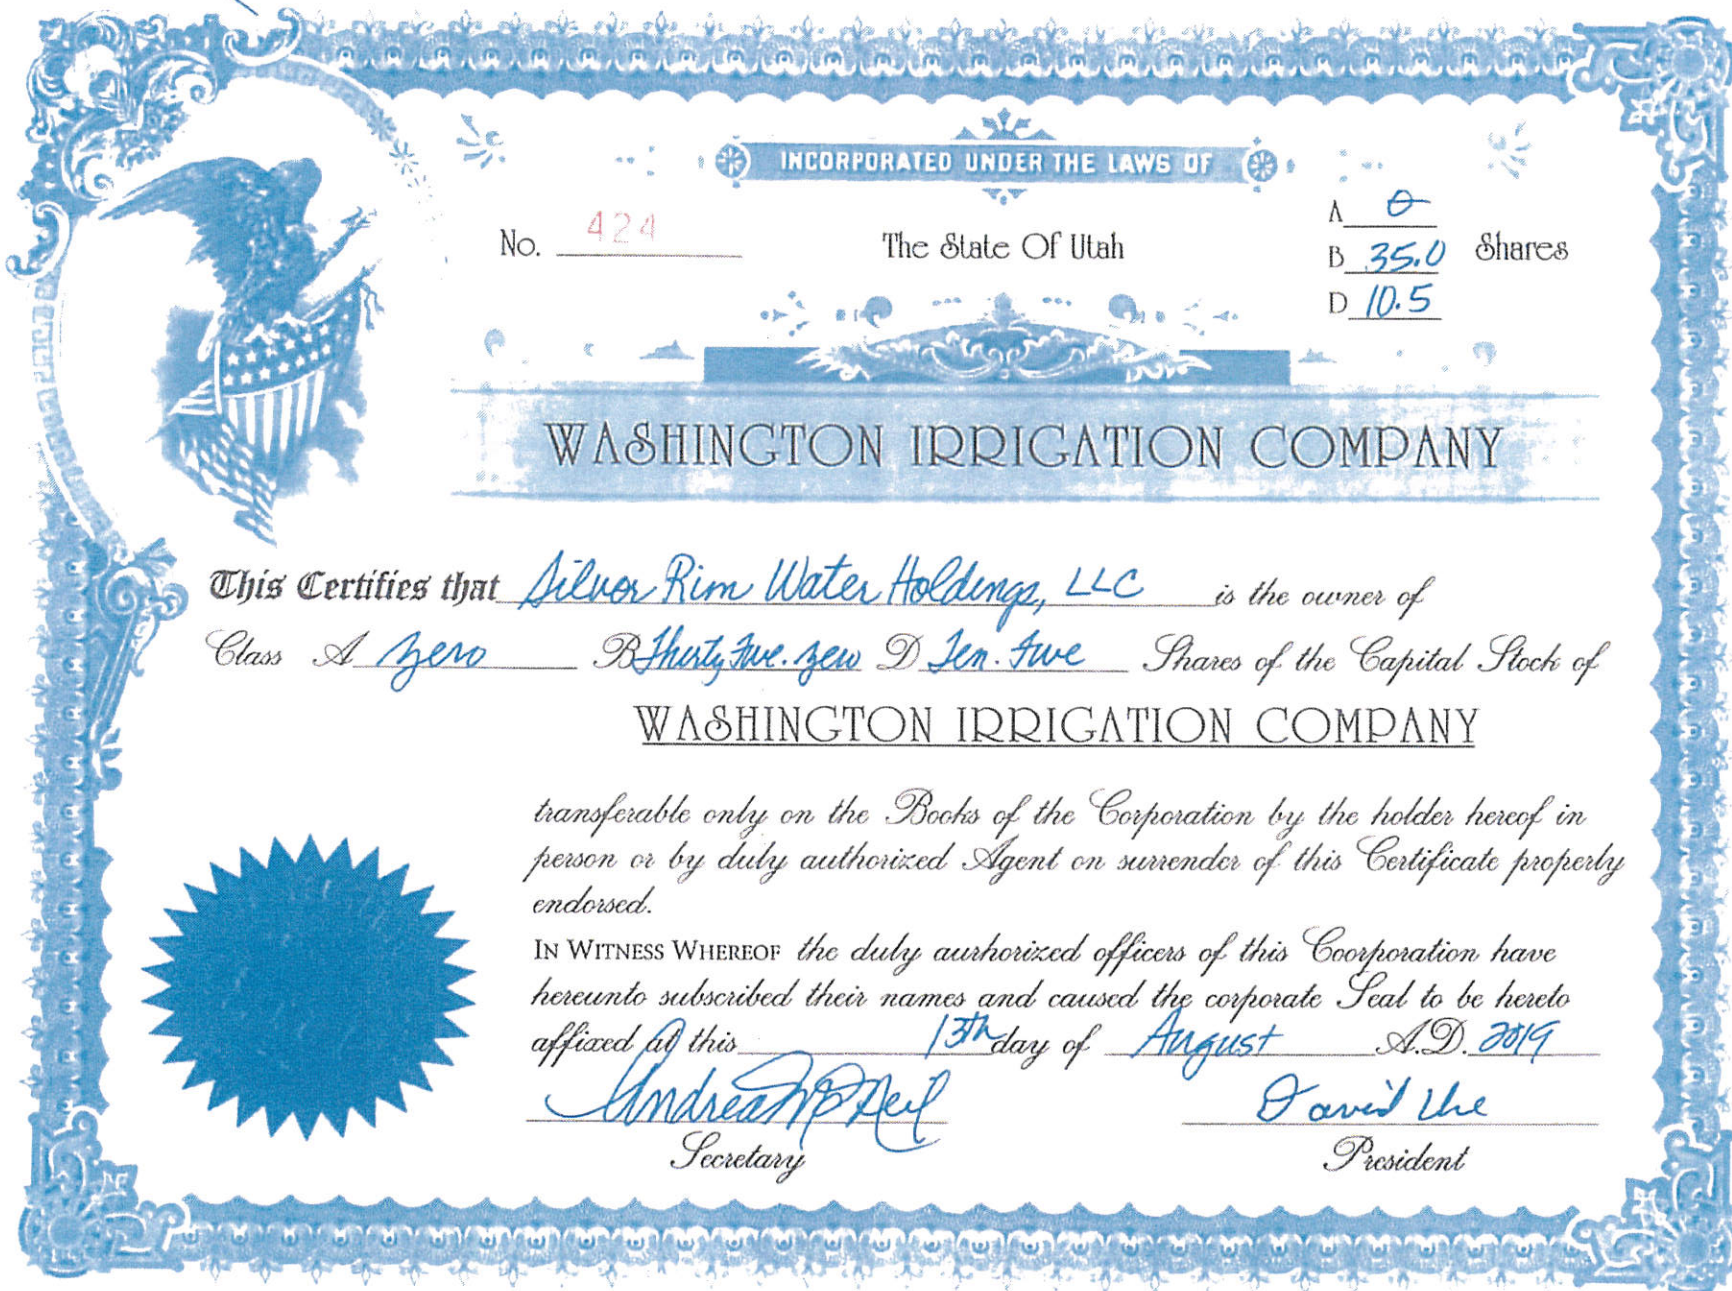 INCORPORATED UNDER THE LAWS OF
No. 424
The State Of Utah
A 0
B 35.0 Shares
D 10.5
WASHINGTON IRRIGATION COMPANY
This Certifies that Silver Rim Water Holdings, LLC is the owner of
Class A Zero B Thirty Five. Zero D Ten. Five Shares of the Capital Stock of
WASHINGTON IRRIGATION COMPANY
transferable only on the Books of the Corporation by the holder hereof in
person or by duly authorized Agent on surrender of this Certificate properly
endorsed.
IN WITNESS WHEREOF the duly aurhorized officers of this Coorporation have
hereunto subscribed their names and caused the corporate Seal to be hereto
affixed at this 13th day of August A.D. 2019
Andrea McNeil David
Secretary President